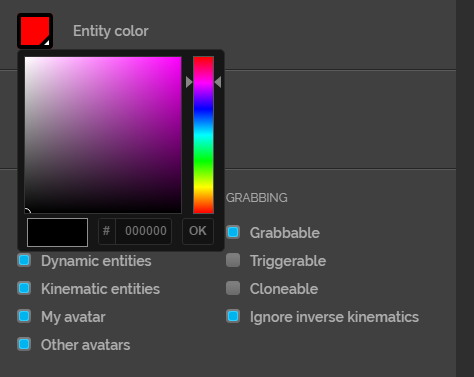 Entity color
# 000000 OK
GRABBING
Grabbable
Dynamic entities
Triggerable
Kinematic entities
Cloneable
My avatar
Ignore inverse kinematics
Other avatars